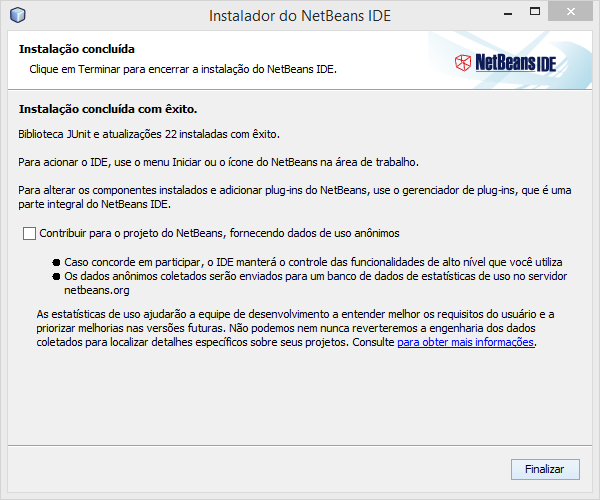 Instalador do NetBeans IDE
Instalação concluída
Clique em Terminar para encerrar a instalação do NetBeans IDE.
NetBeans IDE
Instalação concluída com êxito.
Biblioteca JUnit e atualizações 22 instaladas com êxito.
Para acionar o IDE, use o menu Iniciar ou o ícone do NetBeans na área de trabalho.
Para alterar os componentes instalados e adicionar plug-ins do NetBeans, use o gerenciador de plug-ins, que é uma
parte integral do NetBeans IDE.
Contribuir para o projeto do NetBeans, fornecendo dados de uso anônimos
● Caso concorde em participar, o IDE manterá o controle das funcionalidades de alto nível que você utiliza
● Os dados anônimos coletados serão enviados para um banco de dados de estatísticas de uso no servidor
netbeans.org
As estatísticas de uso ajudarão a equipe de desenvolvimento a entender melhor os requisitos do usuário e a
priorizar melhorias nas versões futuras. Não podemos nem nunca reverteremos a engenharia dos dados
coletados para localizar detalhes específicos sobre seus projetos. Consulte para obter mais informações.
Finalizar